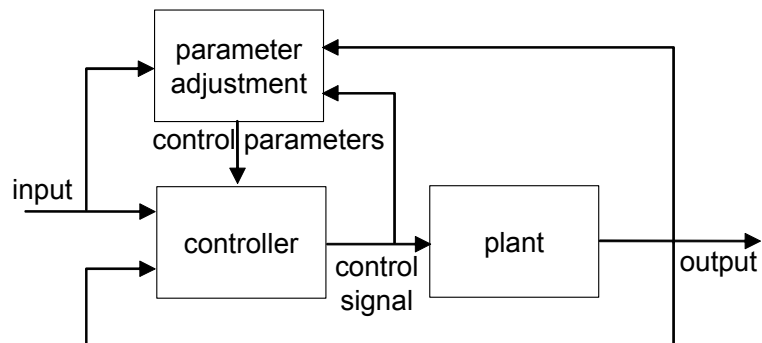 parameter
adjustment
control parameters
input
controller
control
signal
plant
output